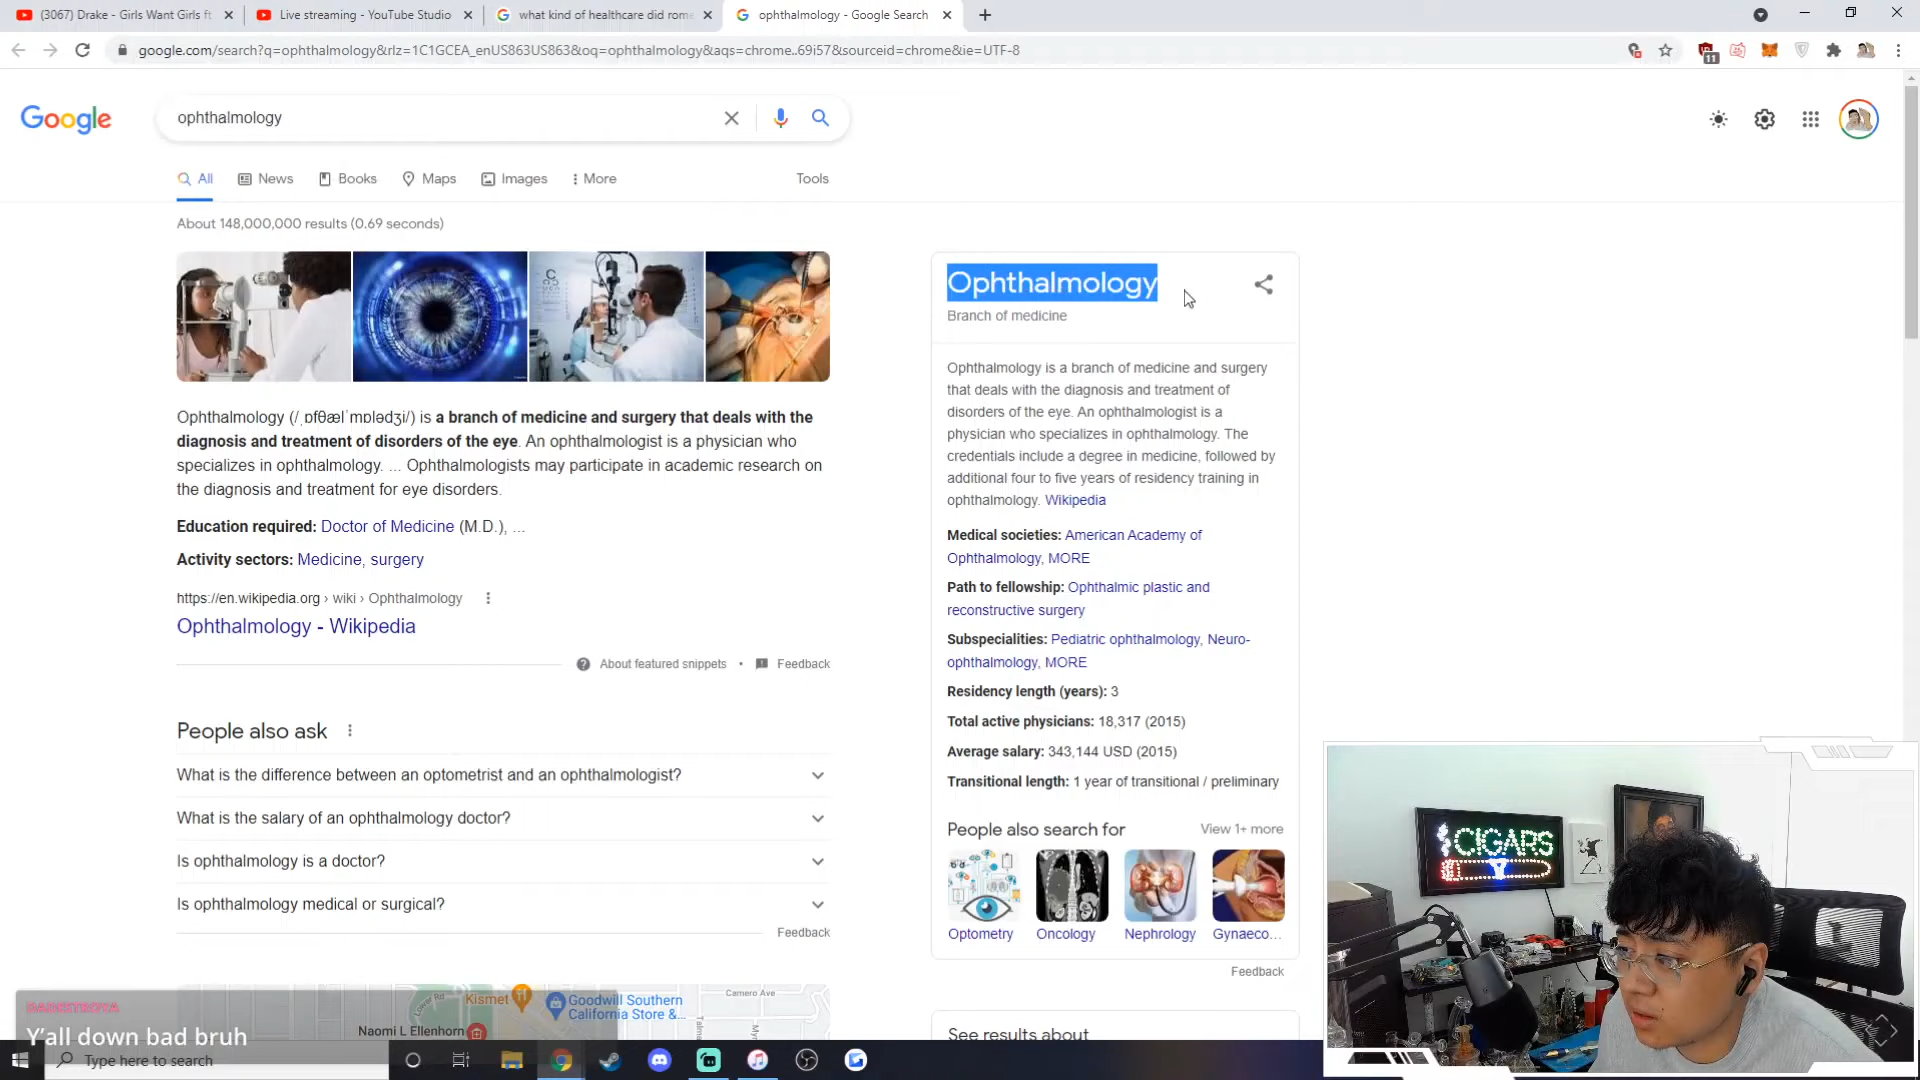 (3067) Drake - Girls Want Girls ft
Live streaming - YouTube Studio
what kind of healthcare did rome
ophthalmology - Google Search
google.com/search?q=ophthalmology&rlz=1C1GCEA_enUS863US863&oq=ophthalmology&aqs=chrome..69i57&sourceid=chrome&ie=UTF-8
11
Google
ophthalmology
All
News
Books
Maps
Images
More
Tools
About 148,000,000 results (0.69 seconds)
Ophthalmology (/ˌɒfθælˈmɒlədʒi/) is a branch of medicine and surgery that deals with the
diagnosis and treatment of disorders of the eye. An ophthalmologist is a physician who
specializes in ophthalmology. ... Ophthalmologists may participate in academic research on
the diagnosis and treatment for eye disorders.
Education required: Doctor of Medicine (M.D.), ...
Activity sectors: Medicine, surgery
https://en.wikipedia.org › wiki › Ophthalmology
Ophthalmology - Wikipedia
About featured snippets • Feedback
People also ask
What is the difference between an optometrist and an ophthalmologist?
What is the salary of an ophthalmology doctor?
Is ophthalmology is a doctor?
Is ophthalmology medical or surgical?
Feedback
Kismet
Goodwill Southern
California Store &...
Camero Ave
Naomi L Ellenhorn
Ophthalmology
Branch of medicine
Ophthalmology is a branch of medicine and surgery
that deals with the diagnosis and treatment of
disorders of the eye. An ophthalmologist is a
physician who specializes in ophthalmology. The
credentials include a degree in medicine, followed by
additional four to five years of residency training in
ophthalmology. Wikipedia
Medical societies: American Academy of
Ophthalmology, MORE
Path to fellowship: Ophthalmic plastic and
reconstructive surgery
Subspecialities: Pediatric ophthalmology, Neuro-
ophthalmology, MORE
Residency length (years): 3
Total active physicians: 18,317 (2015)
Average salary: 343,144 USD (2015)
Transitional length: 1 year of transitional / preliminary
People also search for
View 1+ more
Optometry
Oncology
Nephrology
Gynaeco...
Feedback
See results about
CIGARS
Y'all down bad bruh
Type here to search